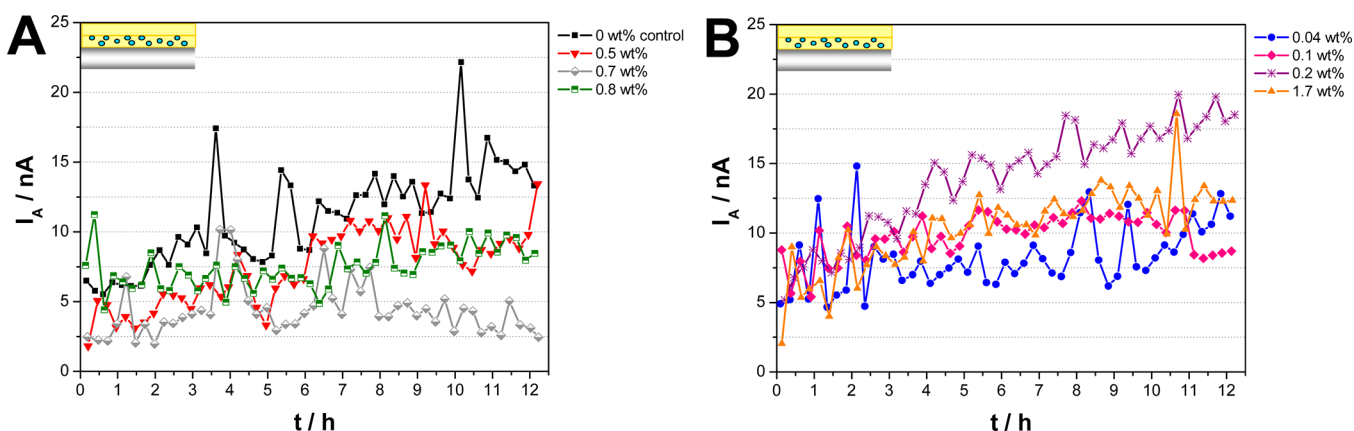 A
25
20
15
10
5
0
I_A / nA
0 1 2 3 4 5 6 7 8 9 10 11 12
t / h
0 wt% control
0.5 wt%
0.7 wt%
0.8 wt%
B
25
20
15
10
5
0
I_A / nA
0 1 2 3 4 5 6 7 8 9 10 11 12
t / h
0.04 wt%
0.1 wt%
0.2 wt%
1.7 wt%